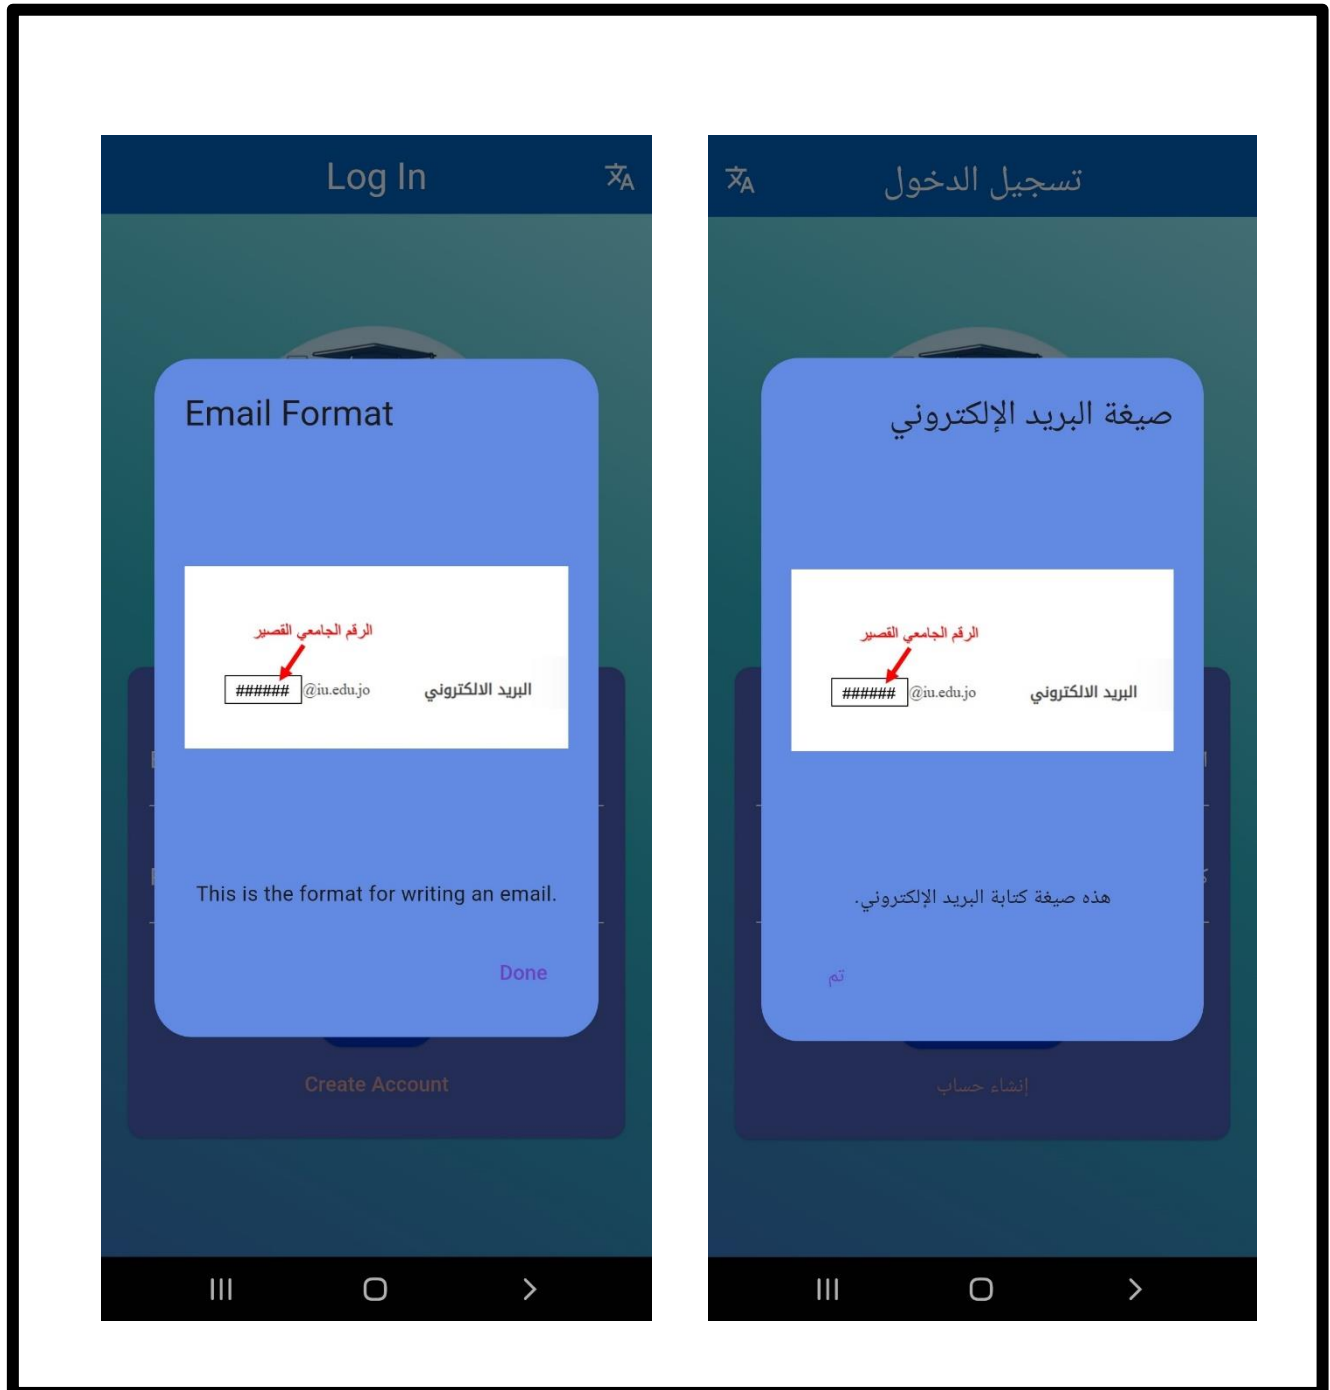 Log In
Email Format
الرقم الجامعي القصير
###### @iu.edu.jo البريد الالكتروني
This is the format for writing an email.
Done
Create Account
تسجيل الدخول
صيغة البريد الإلكتروني
الرقم الجامعي القصير
###### @iu.edu.jo البريد الالكتروني
هذه صيغة كتابة البريد الإلكتروني.
تم
إنشاء حساب